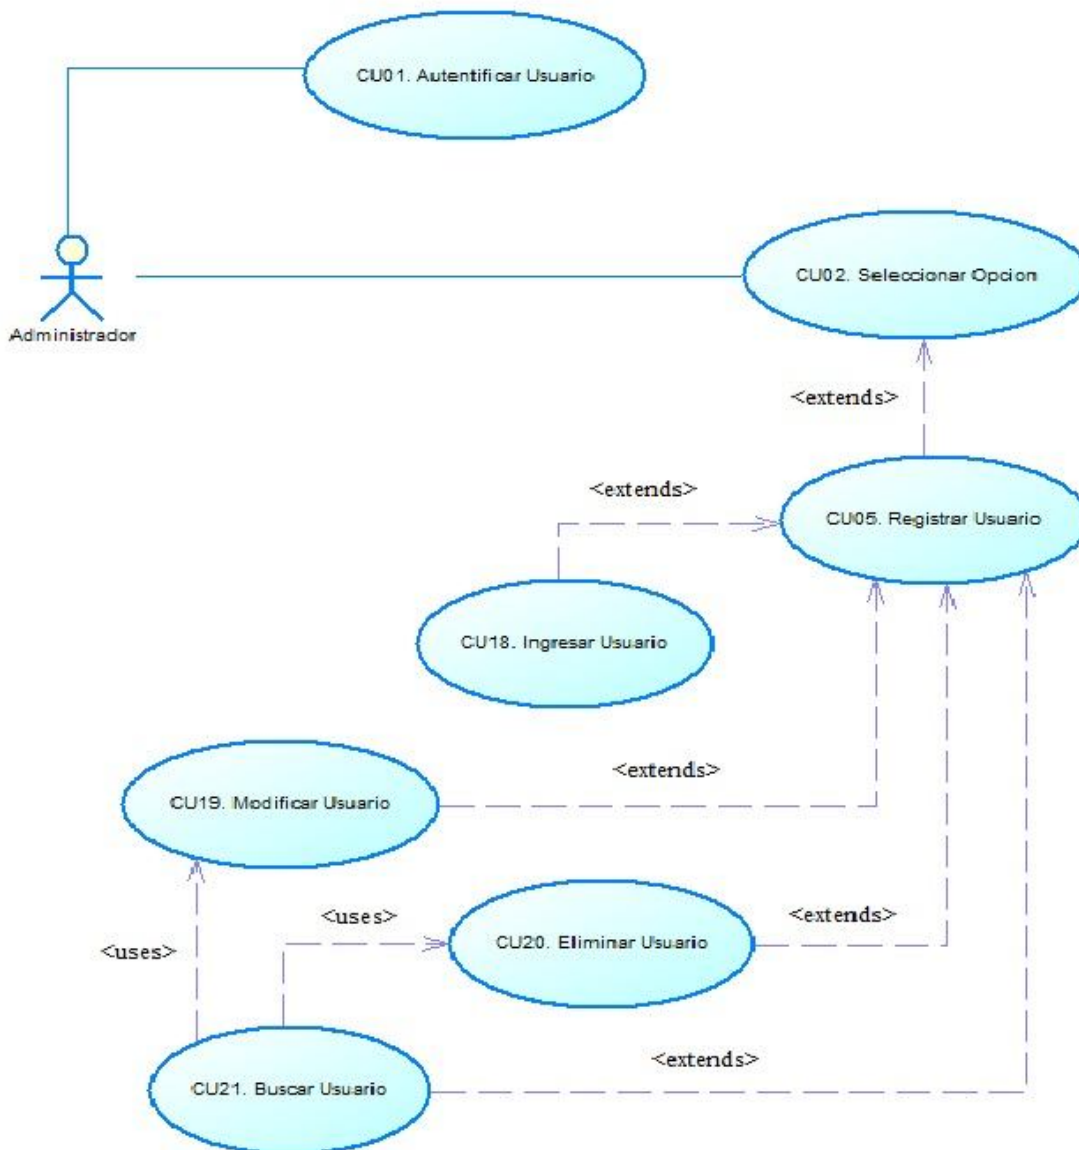 CU01. Autentificar Usuario
CU02. Seleccionar Opcion
Administrador
<extends>
<extends>
CU05. Registrar Usuario
CU18. Ingresar Usuario
<extends>
CU19. Modificar Usuario
<uses>
<extends>
<uses>
CU20. Eliminar Usuario
<extends>
CU21. Buscar Usuario